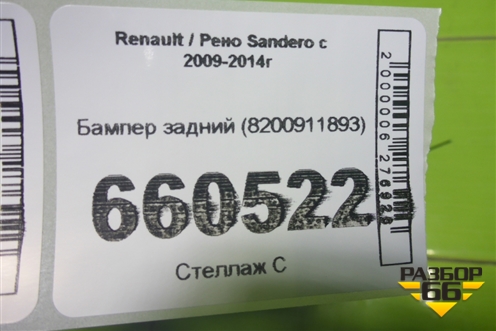 Renault / Рено Sandero с
2009-2014г
Бампер задний (8200911893)
660522
Стеллаж С
РАЗБОР
66